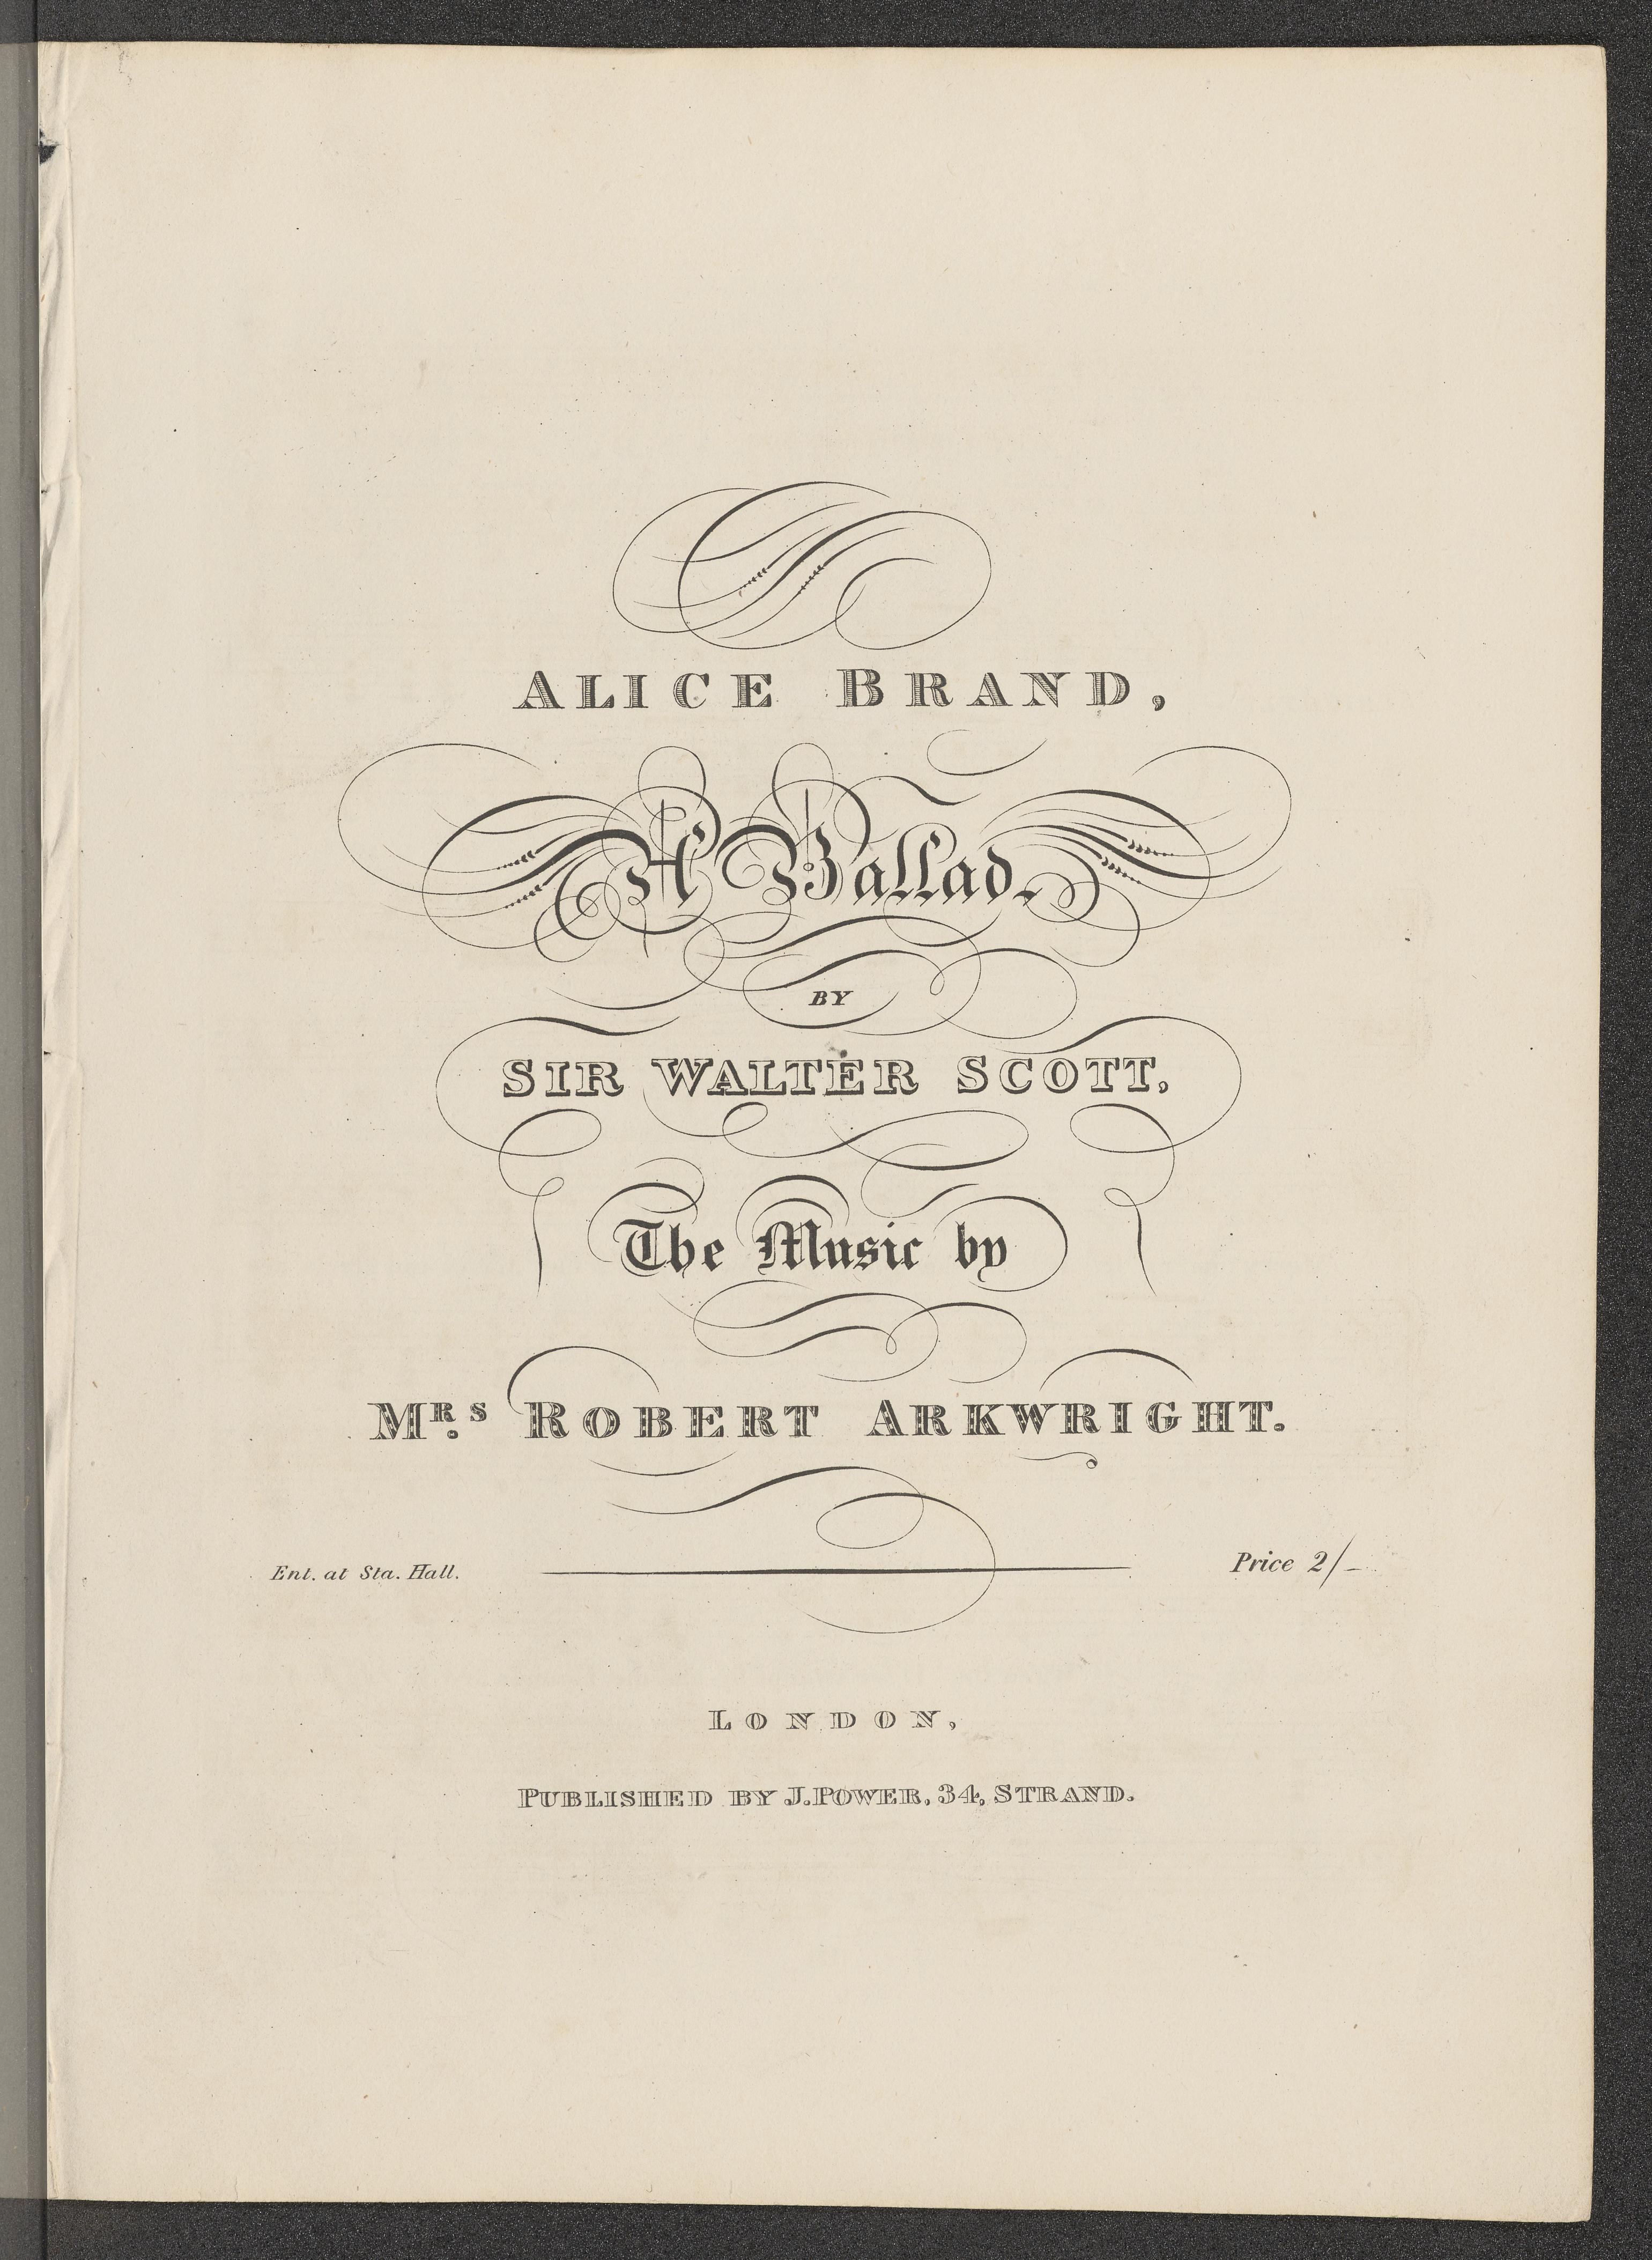 ALICE BRAND,
A Ballad,
BY
SIR WALTER SCOTT,
The Music by
MRS. ROBERT ARKWRIGHT.
Ent. at Sta. Hall.
Price 2/-
LONDON,
PUBLISHED BY J. POWER, 34, STRAND.